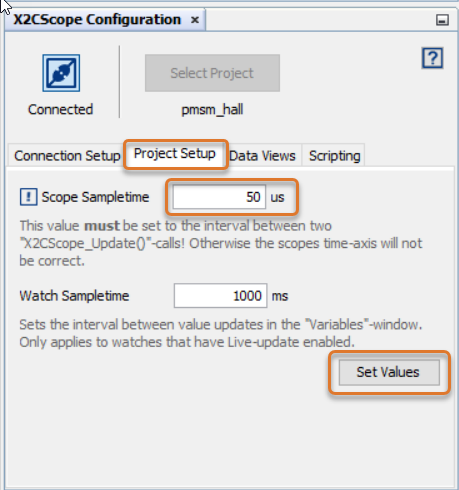 X2CScope Configuration ×
?
Select Project
Connected
pmsm_hall
Connection Setup Project Setup Data Views Scripting
! Scope Sampletime 50 us
This value must be set to the interval between two
"X2CScope_Update()"-calls! Otherwise the scopes time-axis will not
be correct.
Watch Sampletime 1000 ms
Sets the interval between value updates in the "Variables"-window.
Only applies to watches that have Live-update enabled.
Set Values